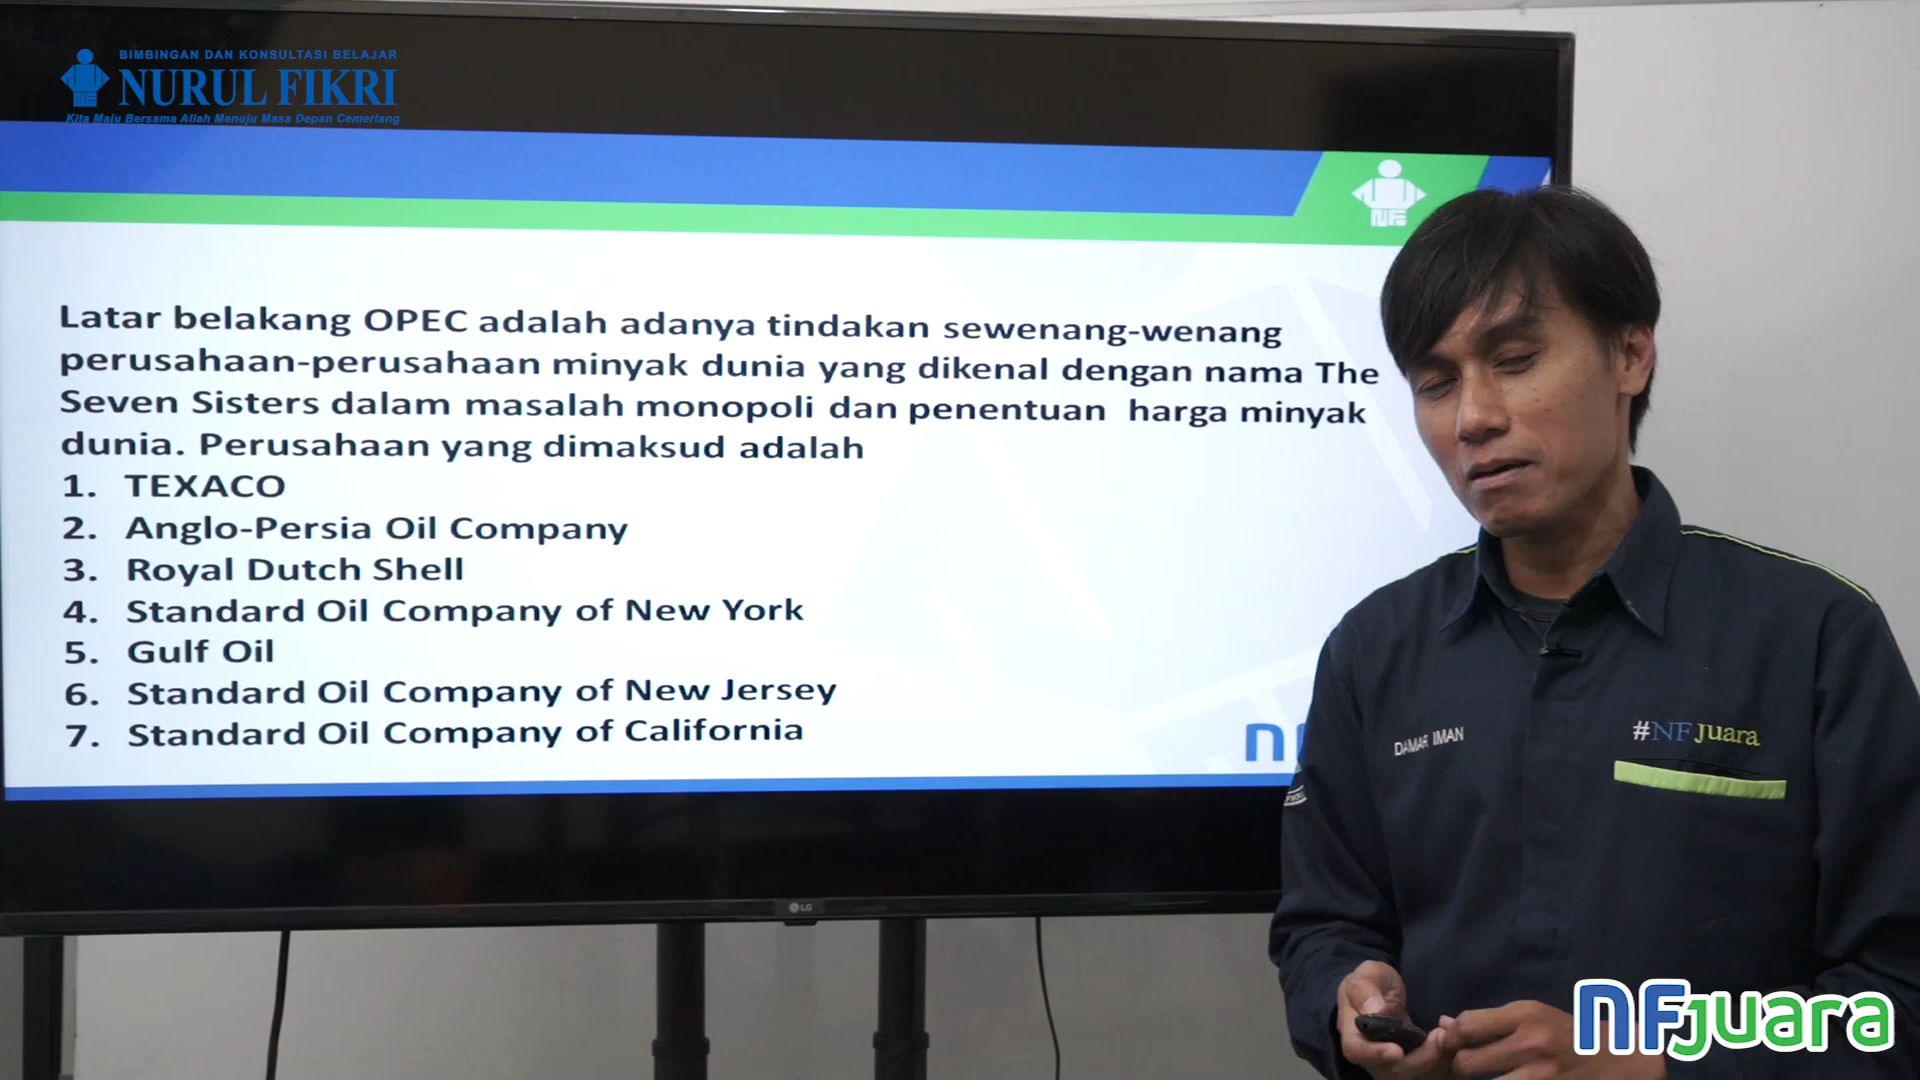 BIMBINGAN DAN KONSULTASI BELAJAR
NURUL FIKRI
Kita Maju Bersama Allah Menuju Masa Depan Cemerlang
NF
Latar belakang OPEC adalah adanya tindakan sewenang-wenang
perusahaan-perusahaan minyak dunia yang dikenal dengan nama The
Seven Sisters dalam masalah monopoli dan penentuan harga minyak
dunia. Perusahaan yang dimaksud adalah
1. TEXACO
2. Anglo-Persia Oil Company
3. Royal Dutch Shell
4. Standard Oil Company of New York
5. Gulf Oil
6. Standard Oil Company of New Jersey
7. Standard Oil Company of California
LG
DAMAR IMAN
#NFJuara
NFjuara